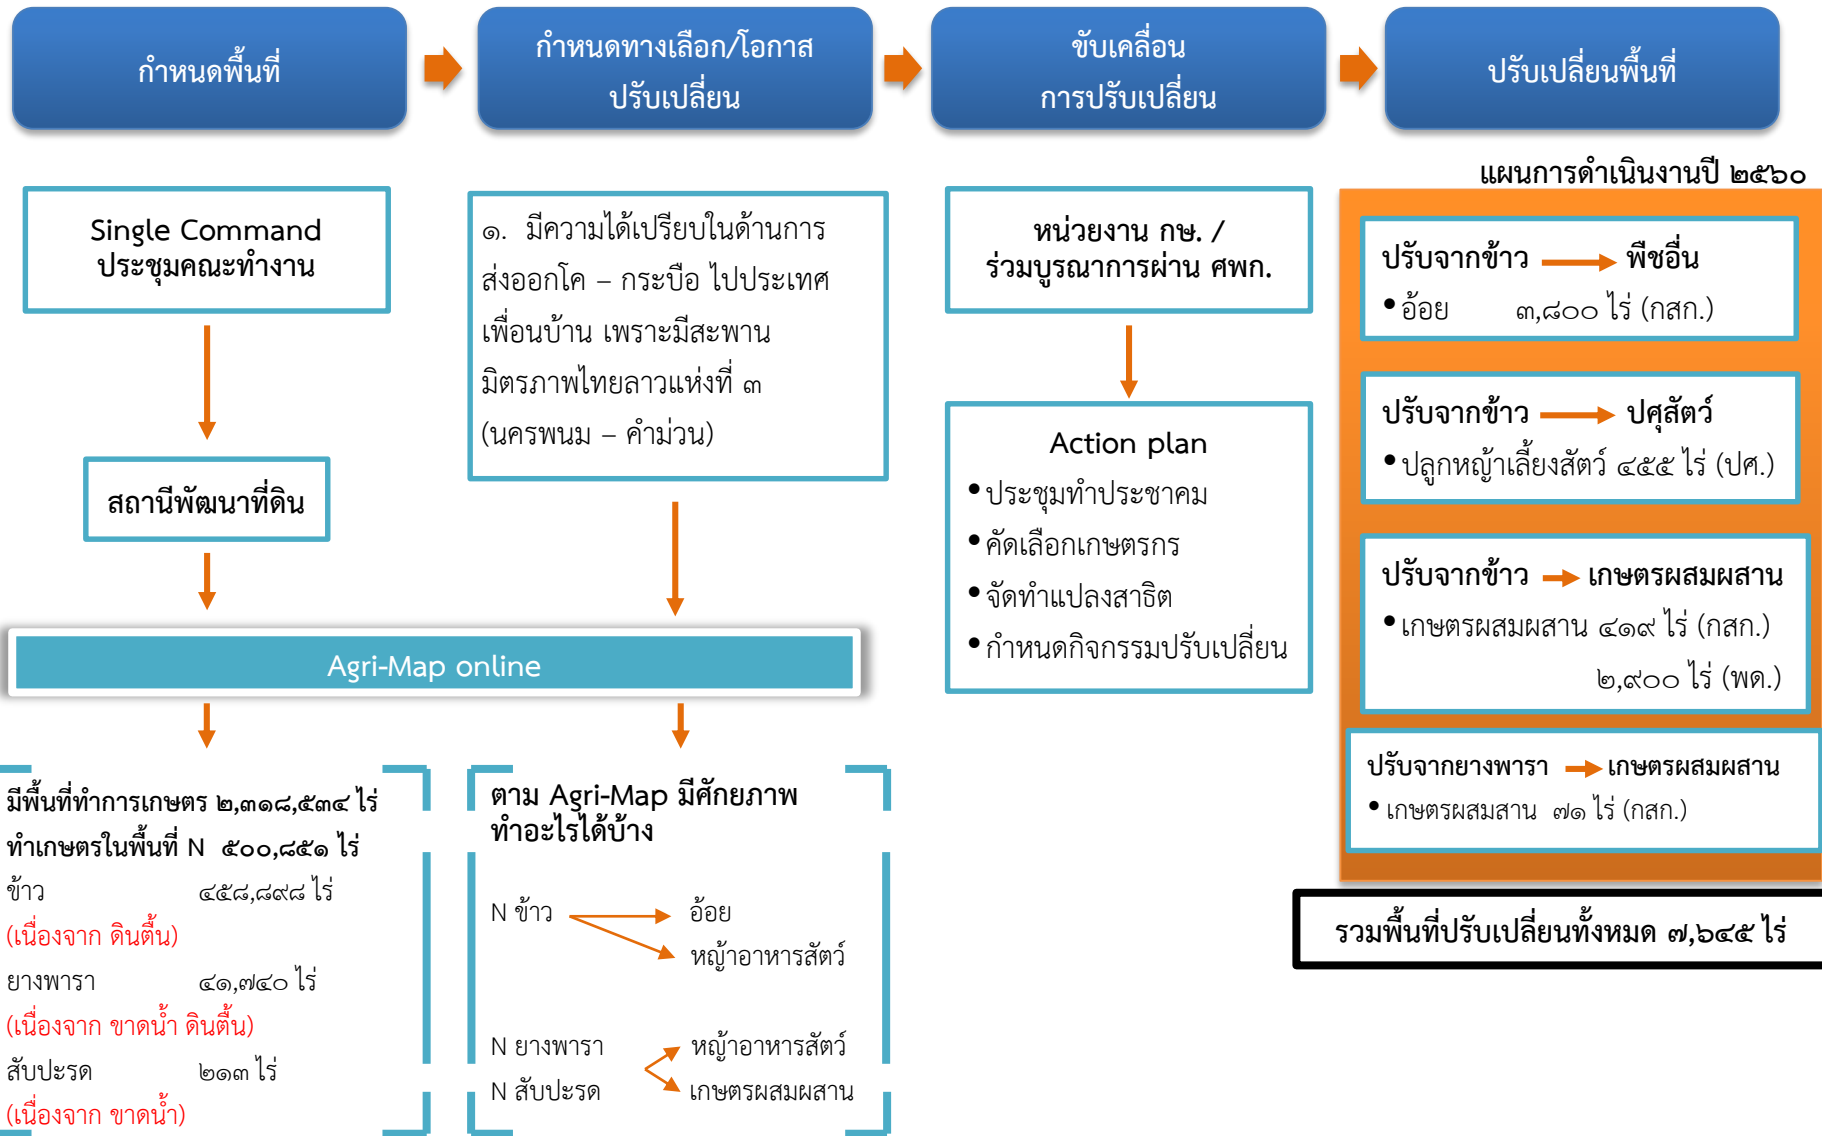 กำหนดพื้นที่
กำหนดทางเลือก/โอกาส
ปรับเปลี่ยน
ขับเคลื่อน
การปรับเปลี่ยน
ปรับเปลี่ยนพื้นที่
Single Command
ประชุมคณะทำงาน
สถานีพัฒนาที่ดิน
๑. มีความได้เปรียบในด้านการ
ส่งออกโค – กระบือ ไปประเทศ
เพื่อนบ้าน เพราะมีสะพาน
มิตรภาพไทยลาวแห่งที่ ๓
(นครพนม – คำม่วน)
Agri-Map online
มีพื้นที่ทำการเกษตร ๒,๓๑๘,๕๓๔ ไร่
ทำเกษตรในพื้นที่ N ๕๐๐,๘๕๑ ไร่
ข้าว ๔๕๘,๘๙๘ ไร่
(เนื่องจาก ดินตื้น)
ยางพารา ๔๑,๗๔๐ ไร่
(เนื่องจาก ขาดน้ำ ดินตื้น)
สับปะรด ๒๑๓ ไร่
(เนื่องจาก ขาดน้ำ)
ตาม Agri-Map มีศักยภาพ
ทำอะไรได้บ้าง
N ข้าว อ้อย
หญ้าอาหารสัตว์
N ยางพารา หญ้าอาหารสัตว์
N สับปะรด เกษตรผสมผสาน
หน่วยงาน กษ. /
ร่วมบูรณาการผ่าน ศพก.
Action plan
•ประชุมทำประชาคม
•คัดเลือกเกษตรกร
•จัดทำแปลงสาธิต
•กำหนดกิจกรรมปรับเปลี่ยน
แผนการดำเนินงานปี ๒๕๖๐
ปรับจากข้าว พืชอื่น
•อ้อย ๓,๘๐๐ ไร่ (กสก.)
ปรับจากข้าว ปศุสัตว์
•ปลูกหญ้าเลี้ยงสัตว์ ๔๕๕ ไร่ (ปศ.)
ปรับจากข้าว เกษตรผสมผสาน
•เกษตรผสมผสาน ๔๑๙ ไร่ (กสก.)
๒,๙๐๐ ไร่ (พด.)
ปรับจากยางพารา เกษตรผสมผสาน
• เกษตรผสมสาน ๗๑ ไร่ (กสก.)
รวมพื้นที่ปรับเปลี่ยนทั้งหมด ๗,๖๔๕ ไร่